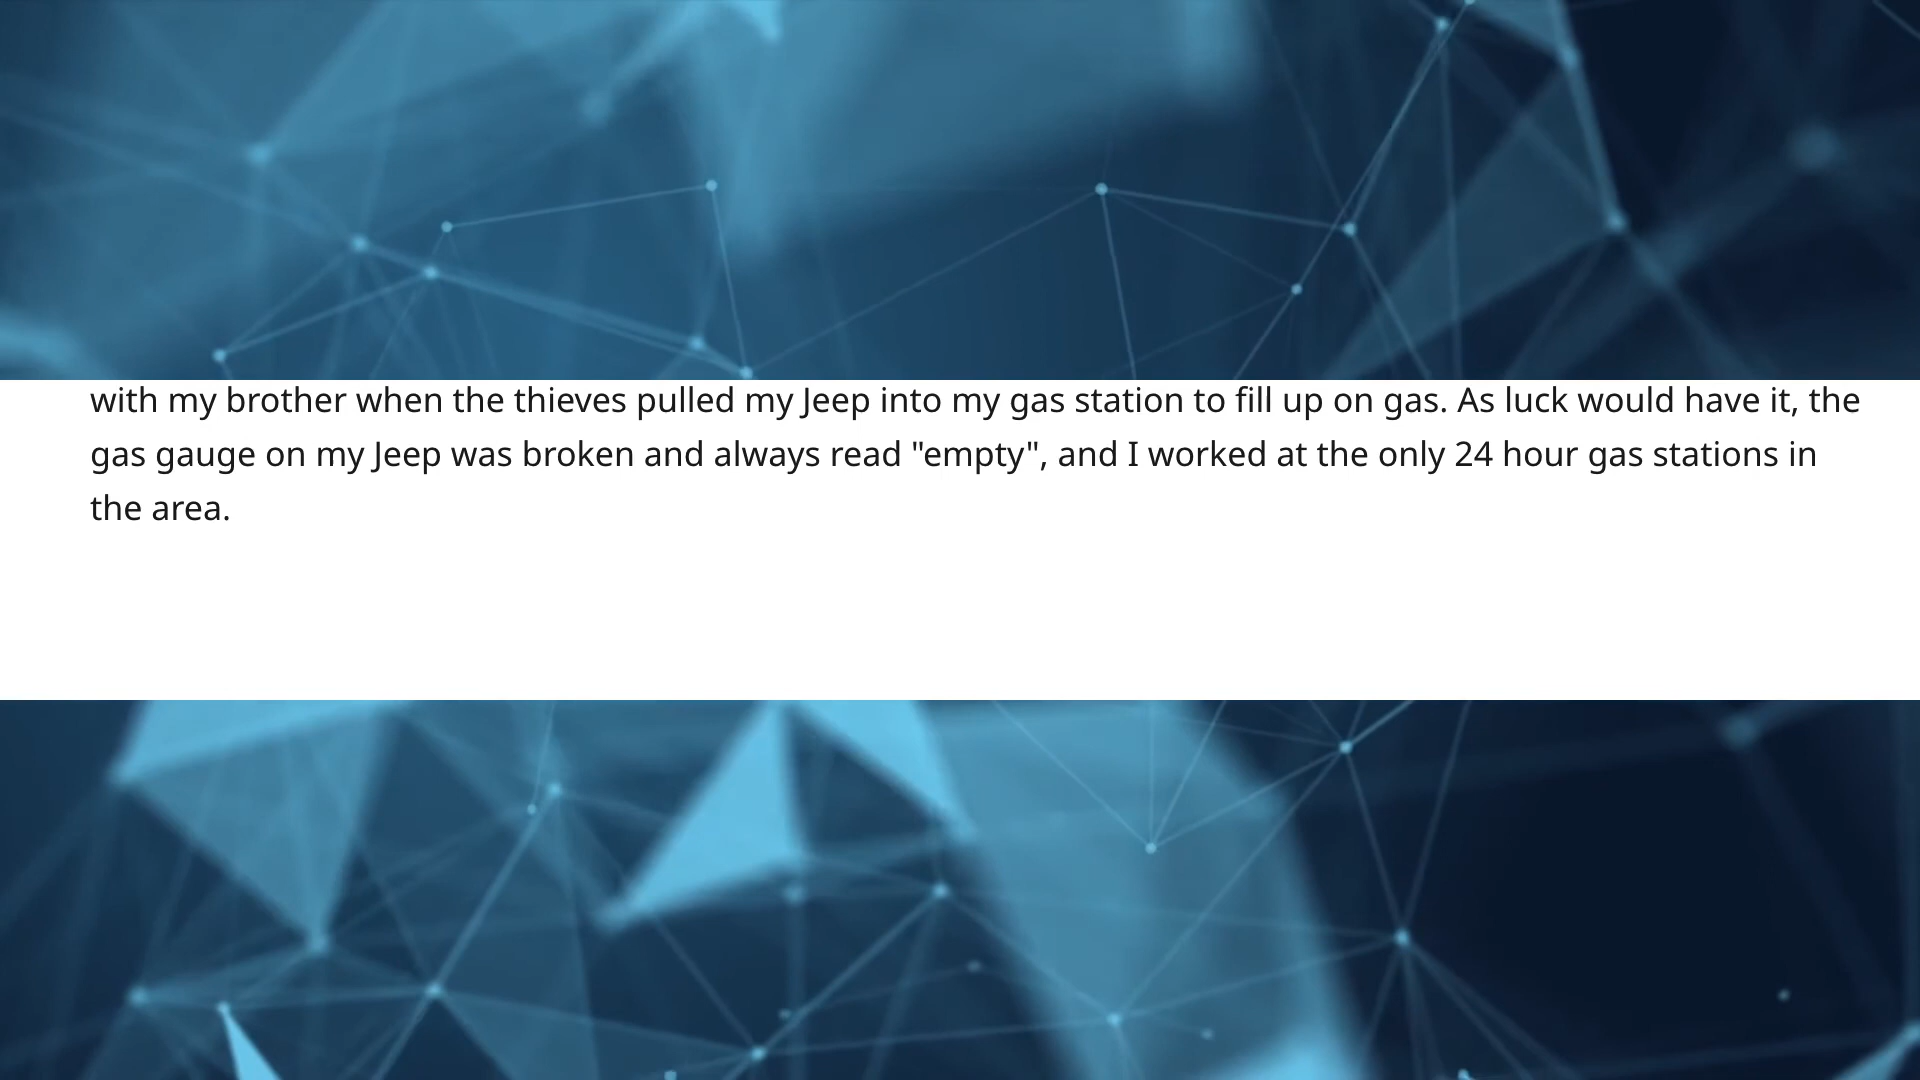 with my brother when the thieves pulled my Jeep into my gas station to fill up on gas. As luck would have it, the
gas gauge on my Jeep was broken and always read "empty", and I worked at the only 24 hour gas stations in
the area.